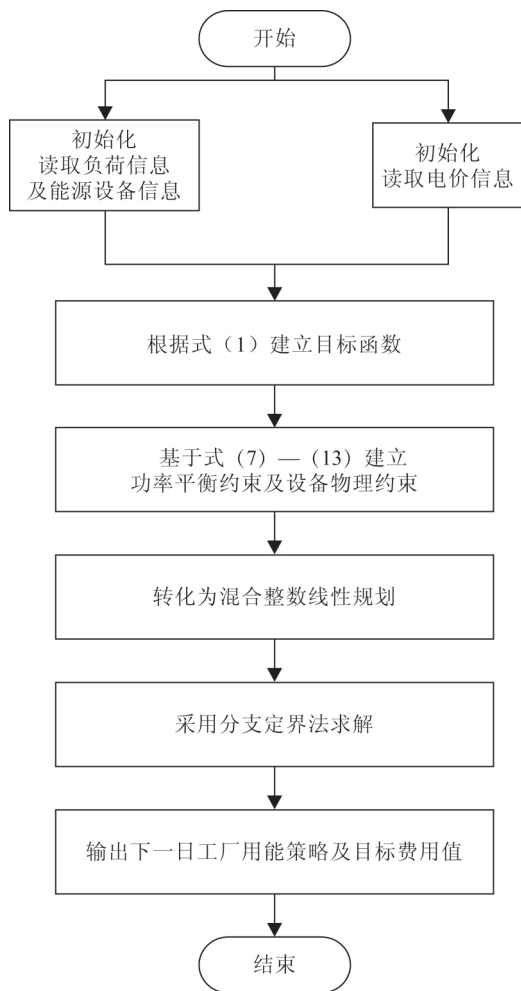 开始
初始化
读取负荷信息
及能源设备信息
初始化
读取电价信息
根据式（1）建立目标函数
基于式（7）—（13）建立
功率平衡约束及设备物理约束
转化为混合整数线性规划
采用分支定界法求解
输出下一日工厂用能策略及目标费用值
结束